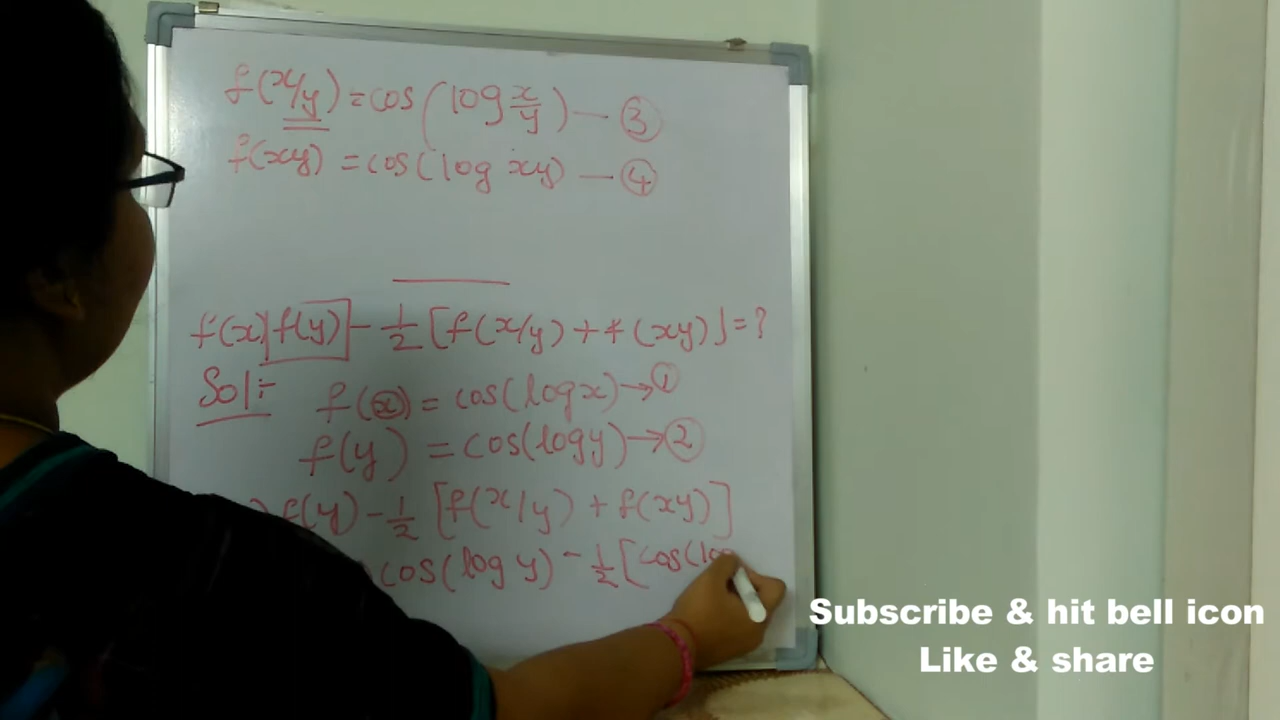 f(x/y) = cos(log x/y) — ③
f(xy) = cos(log xy) — ④
f(x) f(y) - 1/2 [f(x/y) + f(xy)] = ?
Sol:-
f(x) = cos(log x) → ①
f(y) = cos(log y) → ②
) f(y) - 1/2 [f(x/y) + f(xy)]
cos(log y) - 1/2 [cos(log
Subscribe & hit bell icon
Like & share